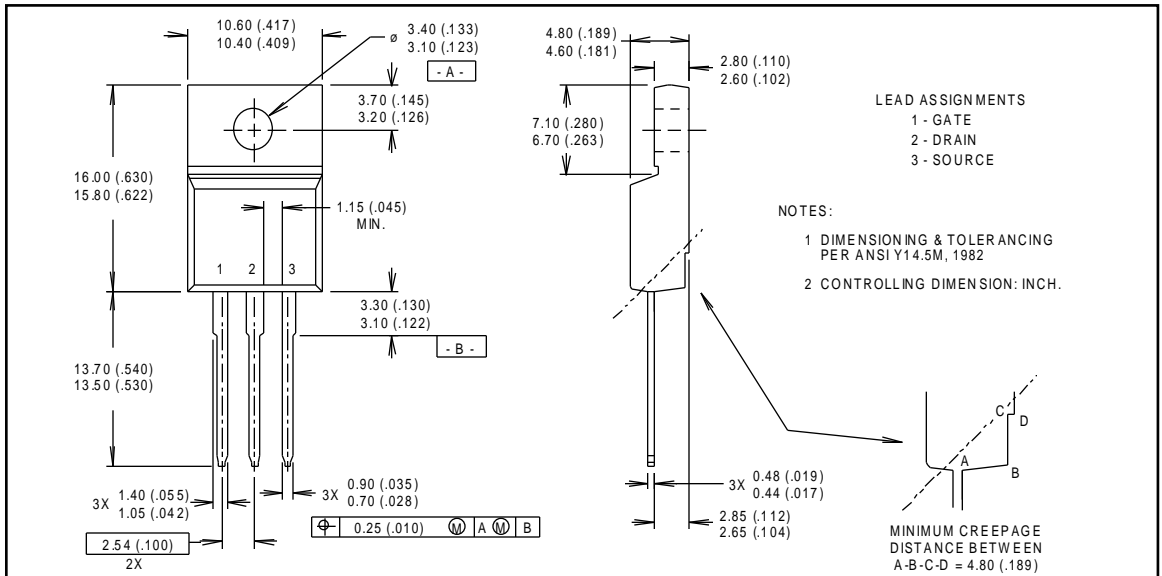 10.60 (.417)
10.40 (.409)
ø
3.40 (.133)
3.10 (.123)
- A -
3.70 (.145)
3.20 (.126)
16.00 (.630)
15.80 (.622)
1.15 (.045)
MIN.
1 2 3
3.30 (.130)
3.10 (.122)
- B -
13.70 (.540)
13.50 (.530)
3X
1.40 (.055)
1.05 (.042)
3X
0.90 (.035)
0.70 (.028)
0.25 (.010) M A M B
2.54 (.100)
2X
4.80 (.189)
4.60 (.181)
2.80 (.110)
2.60 (.102)
7.10 (.280)
6.70 (.263)
3X
0.48 (.019)
0.44 (.017)
2.85 (.112)
2.65 (.104)
LEAD ASSIGNMENTS
1 - GATE
2 - DRAIN
3 - SOURCE
NOTES:
1 DIMENSIONING & TOLERANCING
PER ANSI Y14.5M, 1982
2 CONTROLLING DIMENSION: INCH.
C
D
A
B
MINIMUM CREEPAGE
DISTANCE BETWEEN
A-B-C-D = 4.80 (.189)